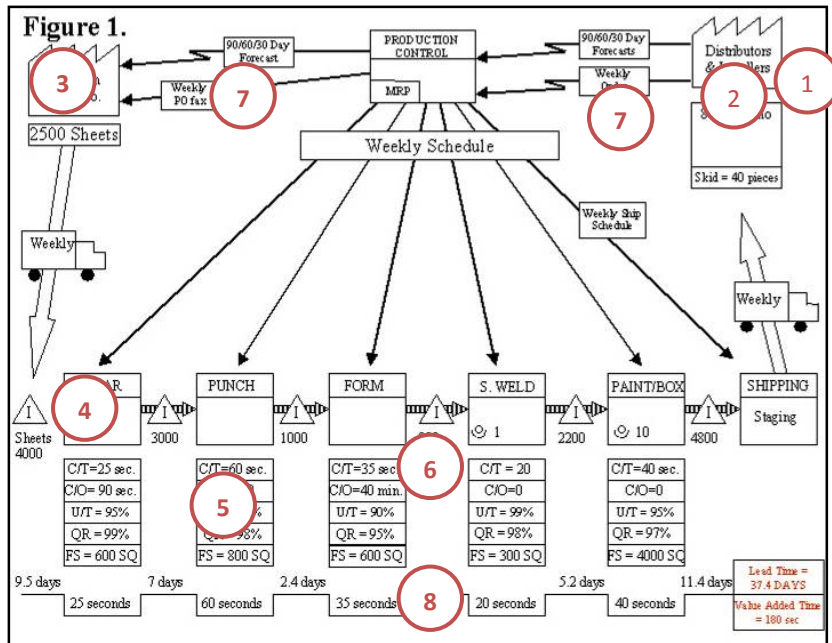 Figure 1.
90/60/30 Day
Forecast
PRODUCTION
CONTROL
MRP
90/60/30 Day
Forecasts
Distributors
&
1
2
3
Weekly
PO fax
7
Weekly
7
2500 Sheets
Weekly Schedule
Skid = 40 pieces
Weekly Ship
Schedule
Weekly
Weekly
4
PUNCH
FORM
S. WELD
PAINT/BOX
SHIPPING
I
I
I
I
I
I
Staging
1
10
Sheets
4000
3000
1000
2200
4800
6
C/T=25 sec.
C/O= 90 sec.
U/T = 95%
QR = 99%
FS = 600 SQ
C/T=60 sec.
5
FS = 800 SQ
C/T=35 sec.
C/O=40 min.
U/T = 90%
QR = 95%
FS = 600 SQ
C/T = 20
C/O=0
U/T = 99%
QR = 98%
FS = 300 SQ
C/T=40 sec.
C/O=0
U/T = 95%
QR = 97%
FS = 4000 SQ
9.5 days
7 days
2.4 days
5.2 days
11.4 days
25 seconds
60 seconds
35 seconds
8
20 seconds
40 seconds
Lead Time =
37.4 DAYS
Value Added Time
= 180 sec